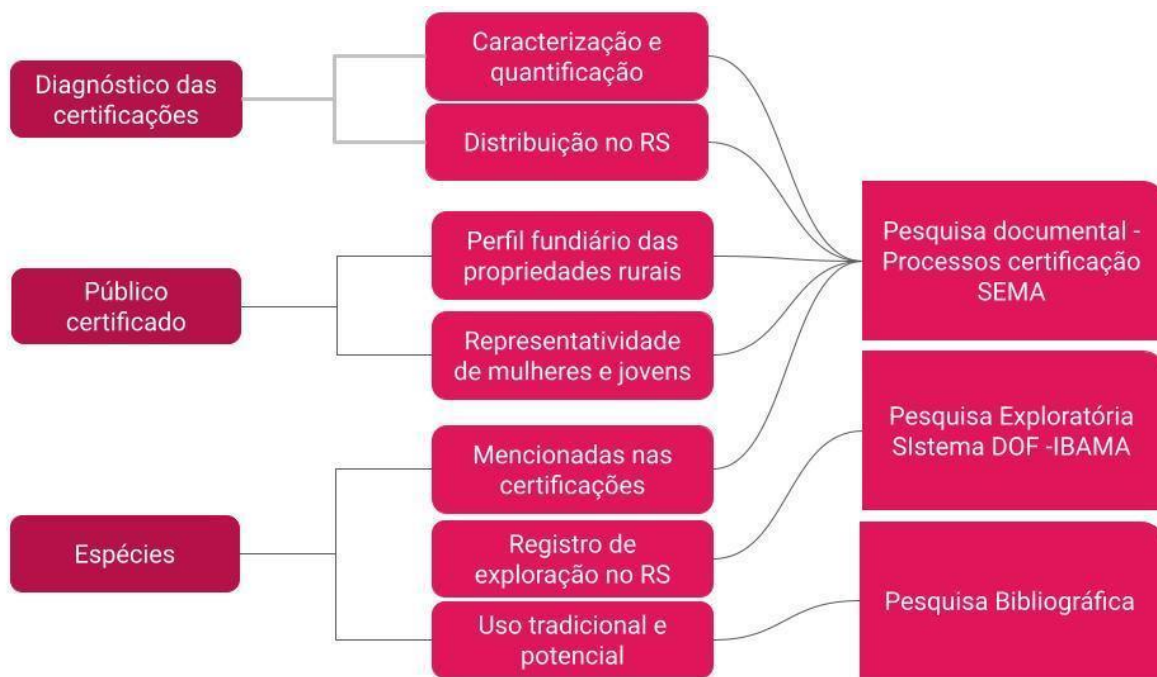 Diagnóstico das
certificações
Caracterização e
quantificação
Distribuição no RS
Público
certificado
Perfil fundiário das
propriedades rurais
Representatividade
de mulheres e jovens
Espécies
Mencionadas nas
certificações
Registro de
exploração no RS
Uso tradicional e
potencial
Pesquisa documental -
Processos certificação
SEMA
Pesquisa Exploratória
SIstema DOF -IBAMA
Pesquisa Bibliográfica